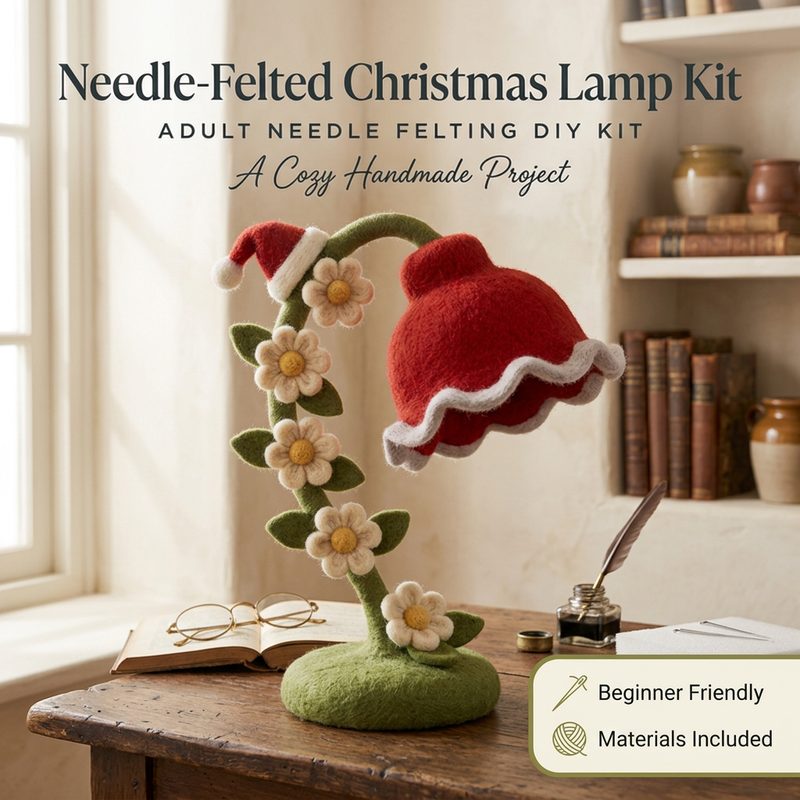 Needle-Felted Christmas Lamp Kit
ADULT NEEDLE FELTING DIY KIT
A Cozy Handmade Project
Beginner Friendly
Materials Included